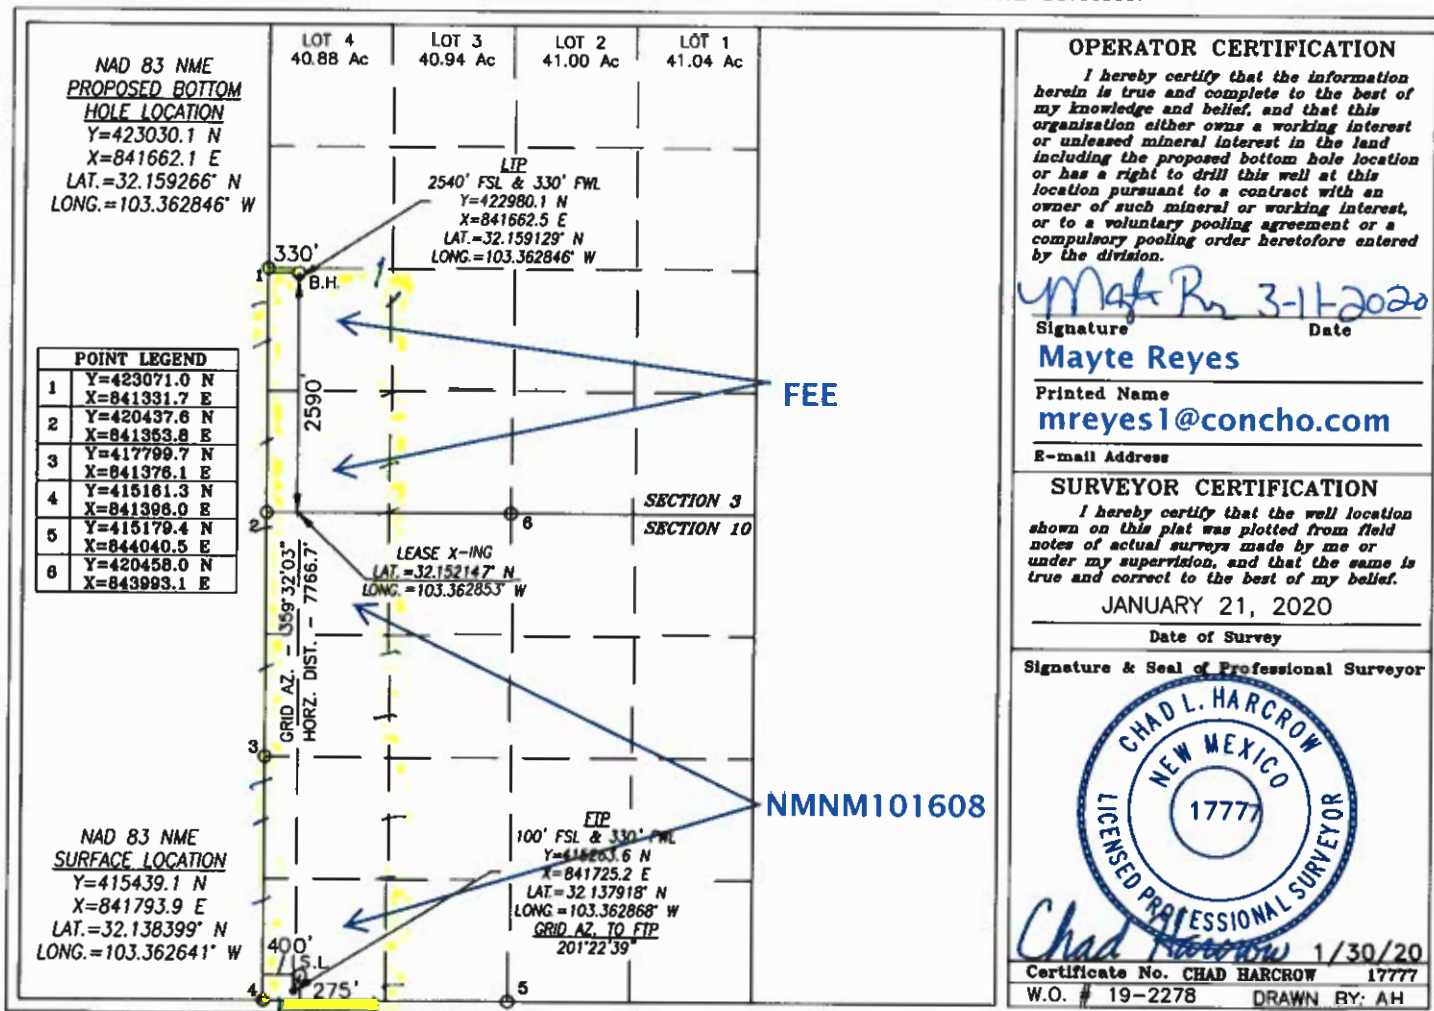 LOT 4
40.88 Ac
LOT 3
40.94 Ac
LOT 2
41.00 Ac
LOT 1
41.04 Ac
NAD 83 NME
PROPOSED BOTTOM
HOLE LOCATION
Y=423030.1 N
X=841662.1 E
LAT.=32.159266° N
LONG.=103.362846° W
LTP
2540' FSL & 330' FWL
Y=422980.1 N
X=841662.5 E
LAT.=32.159129° N
LONG.=103.362846° W
330'
1
B.H.
2590'
FEE
POINT LEGEND
1 Y=423071.0 N
X=841331.7 E
2 Y=420437.6 N
X=841353.8 E
3 Y=417799.7 N
X=841376.1 E
4 Y=415161.3 N
X=841396.0 E
5 Y=415179.4 N
X=844040.5 E
6 Y=420458.0 N
X=843993.1 E
2
6
SECTION 3
SECTION 10
LEASE X-ING
LAT.=32.152147° N
LONG.=103.362853° W
GRID AZ. - 359°32'03"
HORZ. DIST. - 7766.7'
3
NMNM101608
FTP
100' FSL & 330' FWL
Y=415263.6 N
X=841725.2 E
LAT.=32.137918° N
LONG.=103.362868° W
GRID AZ. TO FTP
201°22'39"
NAD 83 NME
SURFACE LOCATION
Y=415439.1 N
X=841793.9 E
LAT.=32.138399° N
LONG.=103.362641° W
400'
S.L.
275'
4
5
OPERATOR CERTIFICATION
I hereby certify that the information
herein is true and complete to the best of
my knowledge and belief, and that this
organization either owns a working interest
or unleased mineral interest in the land
including the proposed bottom hole location
or has a right to drill this well at this
location pursuant to a contract with an
owner of such mineral or working interest,
or to a voluntary pooling agreement or a
compulsory pooling order heretofore entered
by the division.
3-11-2020
Signature Date
Mayte Reyes
Printed Name
mreyes1@concho.com
E-mail Address
SURVEYOR CERTIFICATION
I hereby certify that the well location
shown on this plat was plotted from field
notes of actual surveys made by me or
under my supervision, and that the same is
true and correct to the best of my belief.
JANUARY 21, 2020
Date of Survey
Signature & Seal of Professional Surveyor
CHAD L. HARCROW
NEW MEXICO
17777
LICENSED PROFESSIONAL SURVEYOR
Chad Harcrow 1/30/20
Certificate No. CHAD HARCROW 17777
W.O. # 19-2278 DRAWN BY: AH